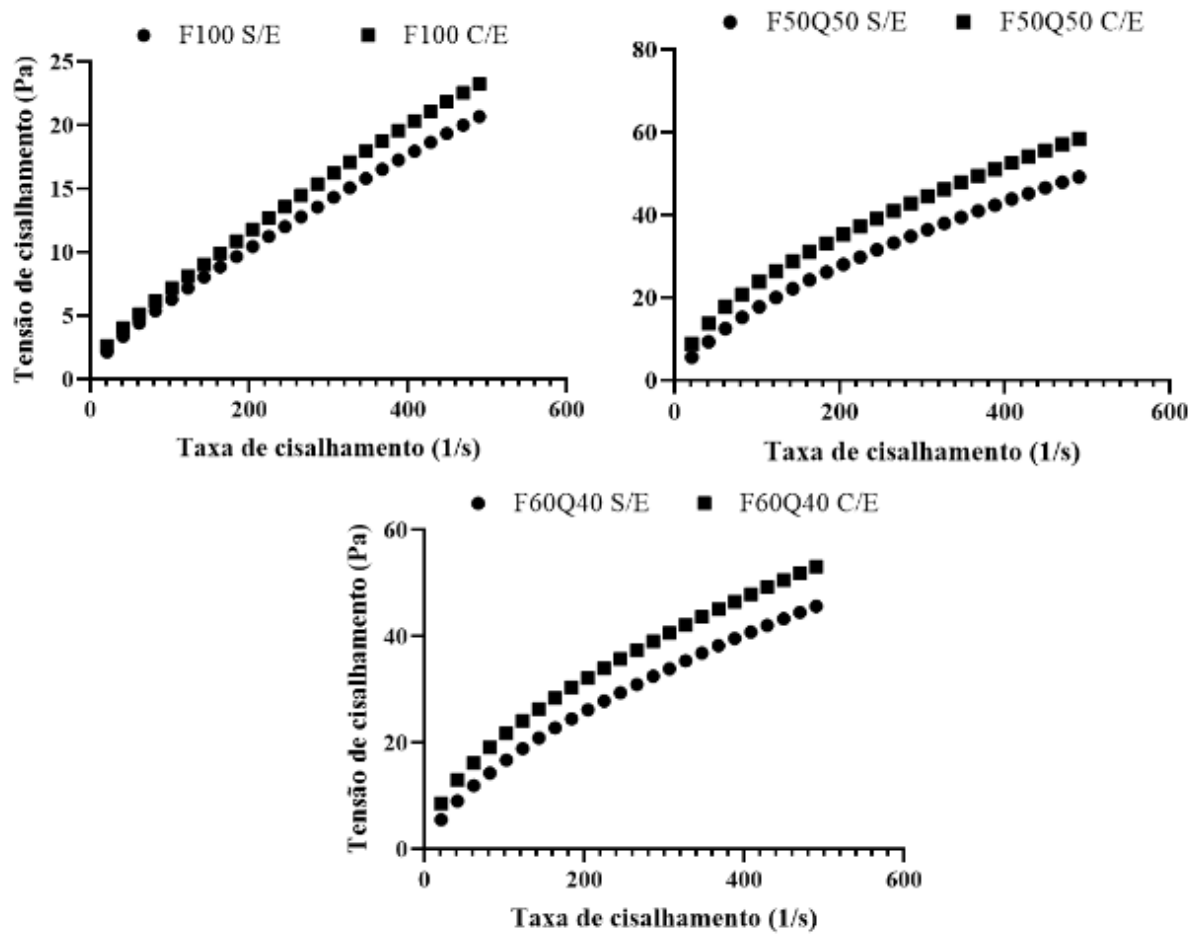 F100 S/E F100 C/E
Tensão de cisalhamento (Pa)
25
20
15
10
5
0
0 200 400 600
Taxa de cisalhamento (1/s)
F50Q50 S/E F50Q50 C/E
80
60
40
20
0
0 200 400 600
Taxa de cisalhamento (1/s)
F60Q40 S/E F60Q40 C/E
Tensão de cisalhamento (Pa)
60
40
20
0
0 200 400 600
Taxa de cisalhamento (1/s)